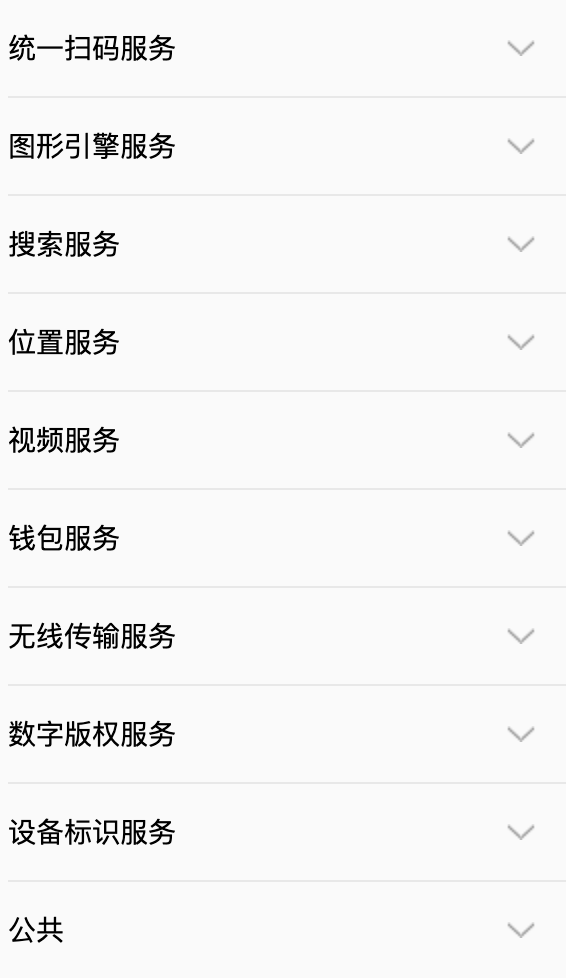 统一扫码服务
图形引擎服务
搜索服务
位置服务
视频服务
钱包服务
无线传输服务
数字版权服务
设备标识服务
公共